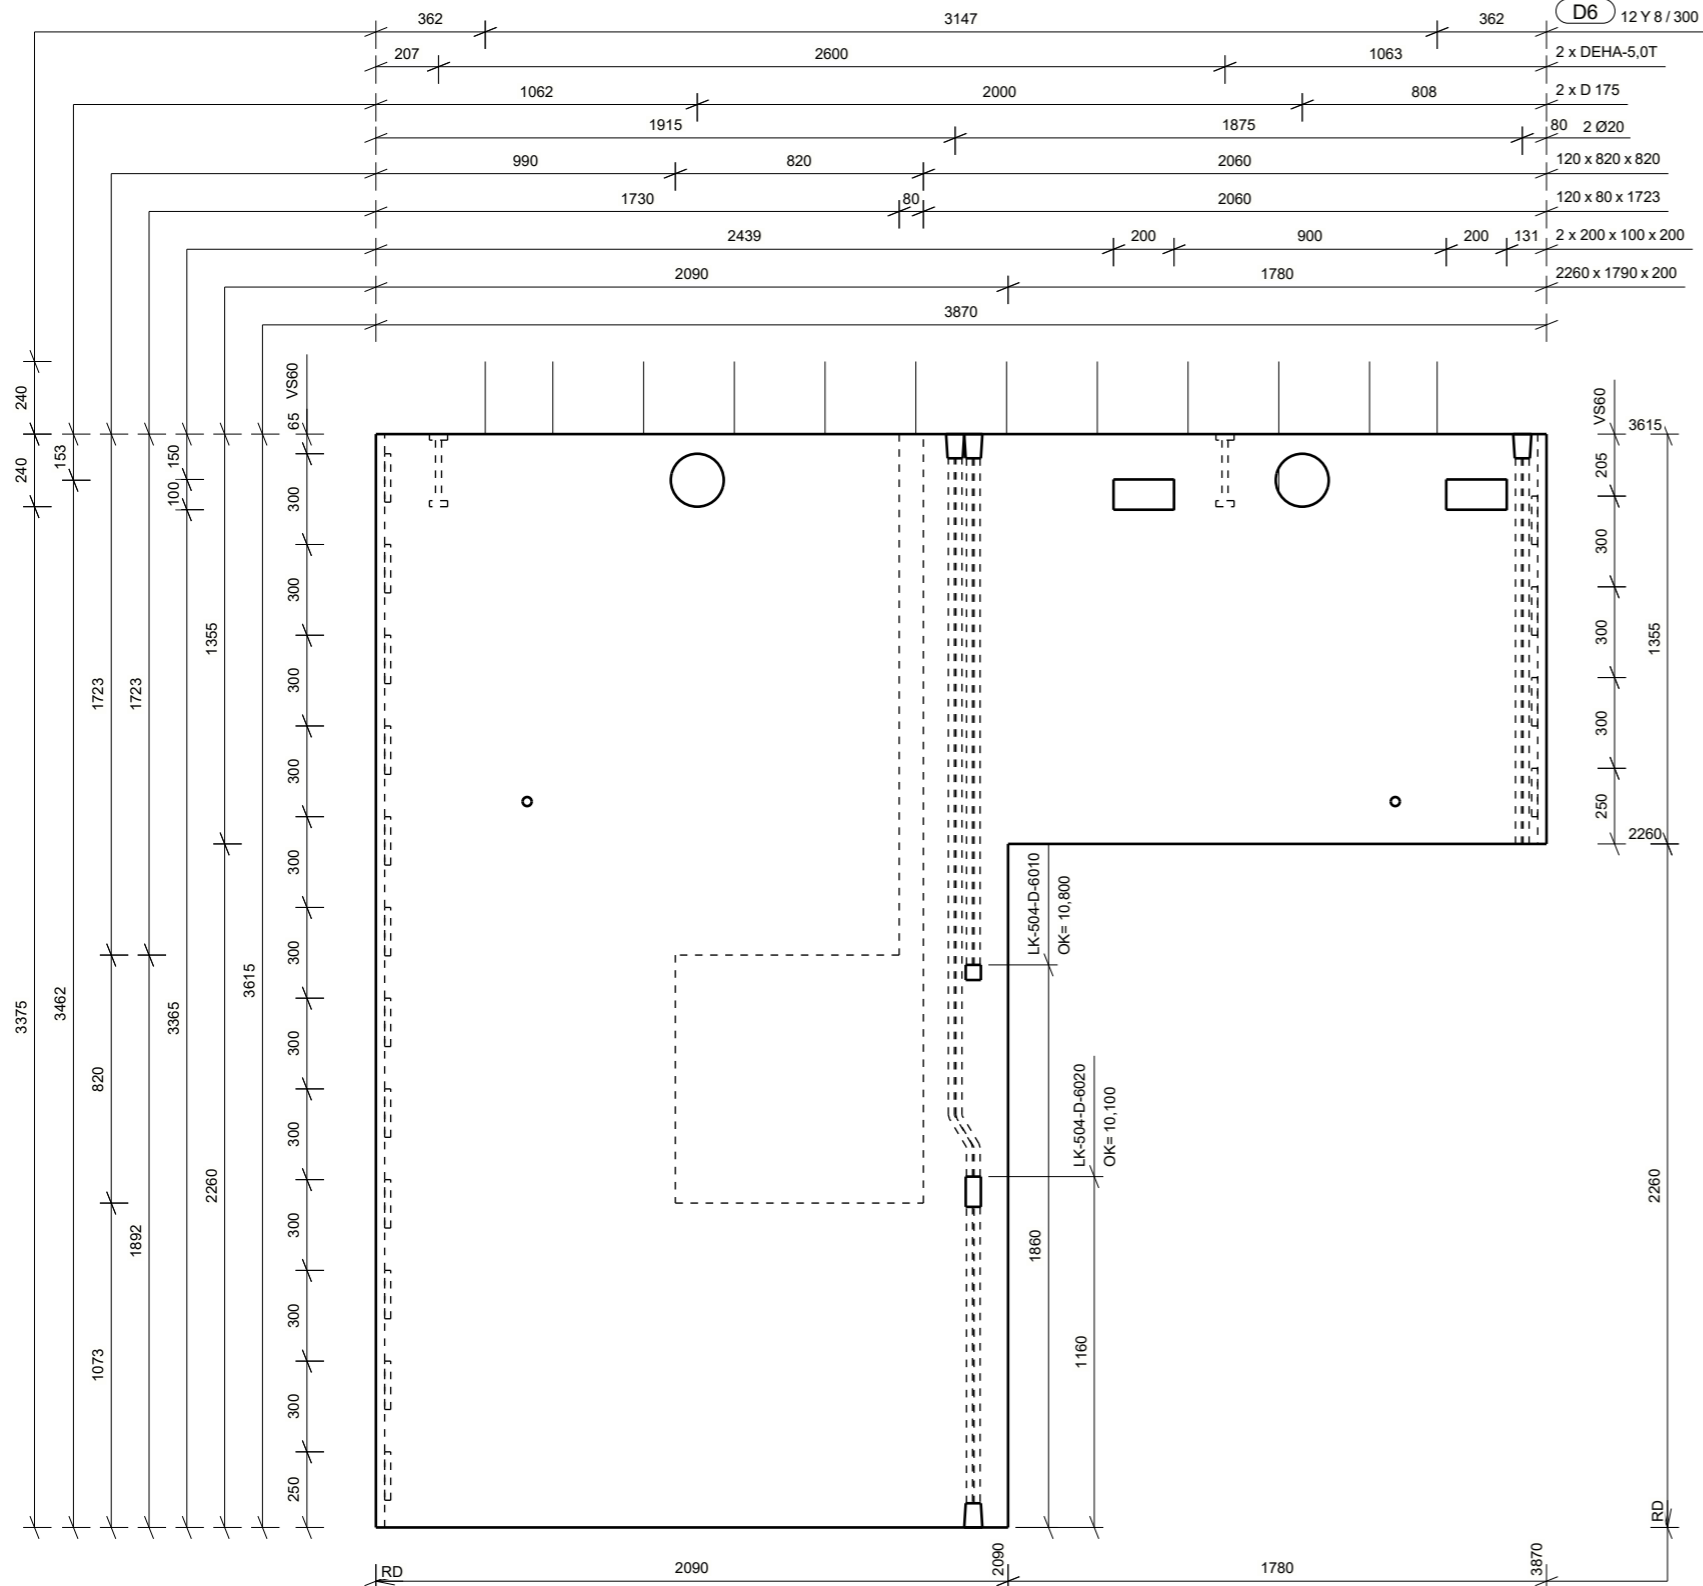 362 3147 362 D6 12 Y 8 / 300
207 2600 1063 2 x DEHA-5,0T
1062 2000 808 2 x D 175
1915 1875 80 2 Ø20
990 820 2060 120 x 820 x 820
1730 80 2060 120 x 80 x 1723
2439 200 900 200 131 2 x 200 x 100 x 200
2090 1780 2260 x 1790 x 200
3870
240
240
3375
153
3462
1723
820
1073
1723
1892
150
100
3365
1355
2260
3615
VS60
65
300
300
300
300
300
300
300
300
300
300
300
250
LK-504-D-6010
OK= 10,800
1860
LK-504-D-6020
OK= 10,100
1160
VS60
205
300
300
300
250
3615
1355
2260
2260
RD
RD 2090 2090 1780 3870